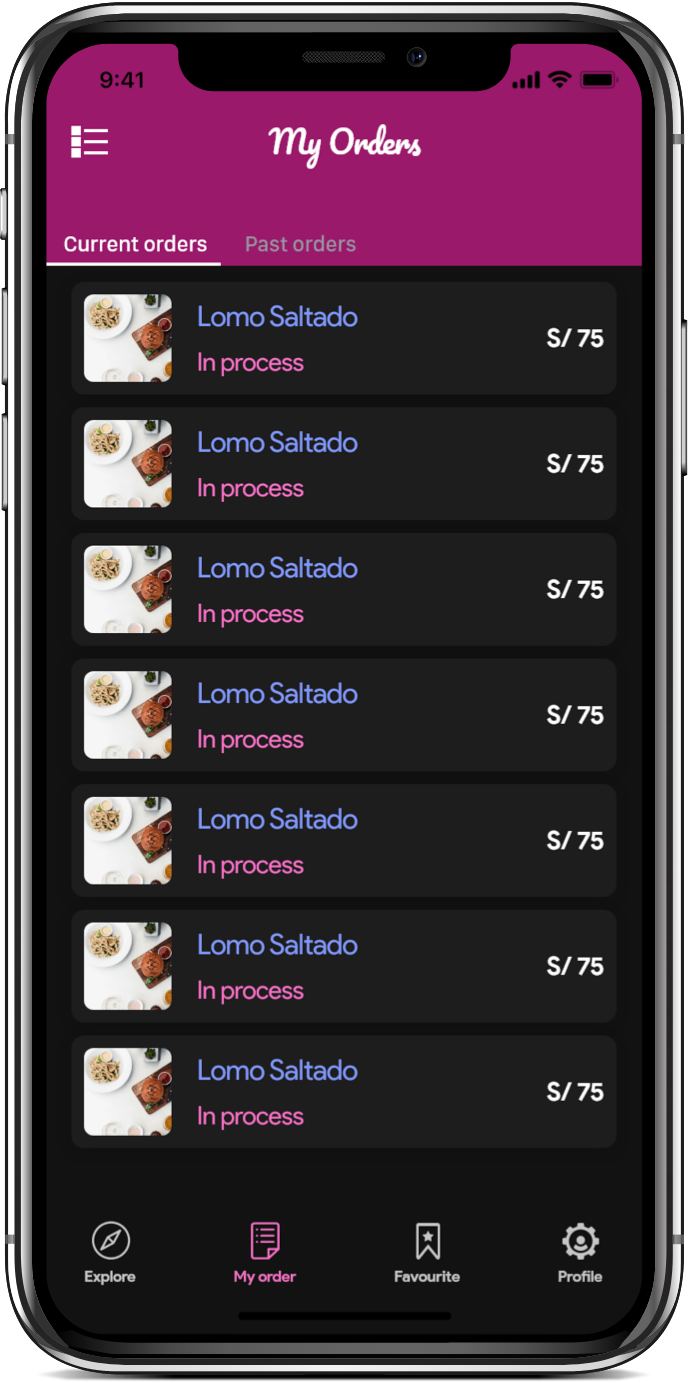 9:41
My Orders
Current orders Past orders
Lomo Saltado
In process
S/ 75
Lomo Saltado
In process
S/ 75
Lomo Saltado
In process
S/ 75
Lomo Saltado
In process
S/ 75
Lomo Saltado
In process
S/ 75
Lomo Saltado
In process
S/ 75
Lomo Saltado
In process
S/ 75
Explore My order Favourite Profile